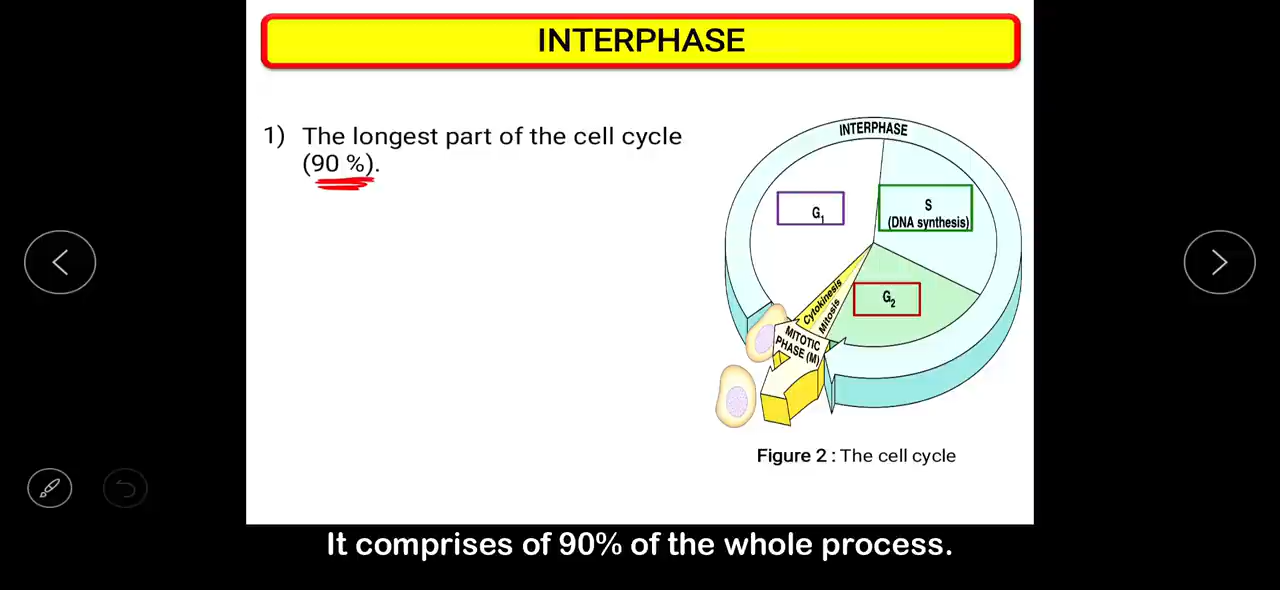 INTERPHASE
1) The longest part of the cell cycle
(90 %).
INTERPHASE
G1
S
(DNA synthesis)
G2
Cytokinesis
Mitosis
MITOTIC
PHASE (M)
Figure 2 : The cell cycle
It comprises of 90% of the whole process.